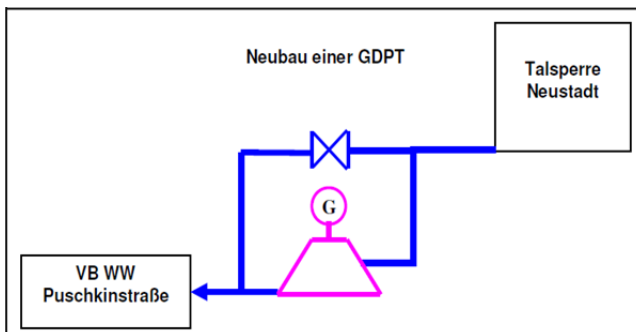 Neubau einer GDPT
Talsperre
Neustadt
G
VB WW
Puschkinstraße